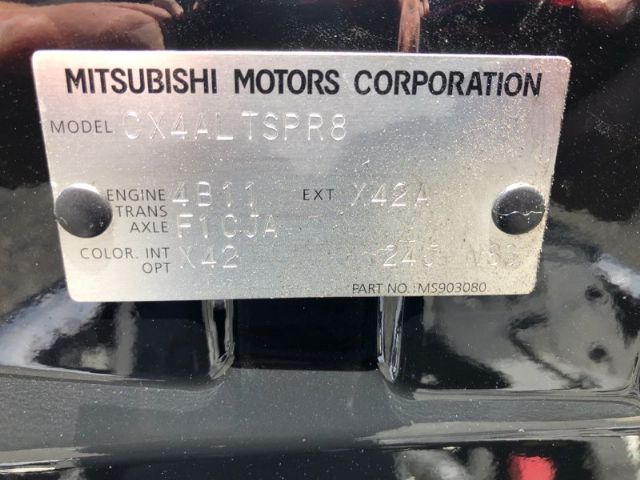 MITSUBISHI MOTORS CORPORATION
MODEL CX4ALTSPR8
ENGINE 4B11 EXT X42A
TRANS
AXLE F1CJA
COLOR. INT X42
OPT
PART NO.: MS903080